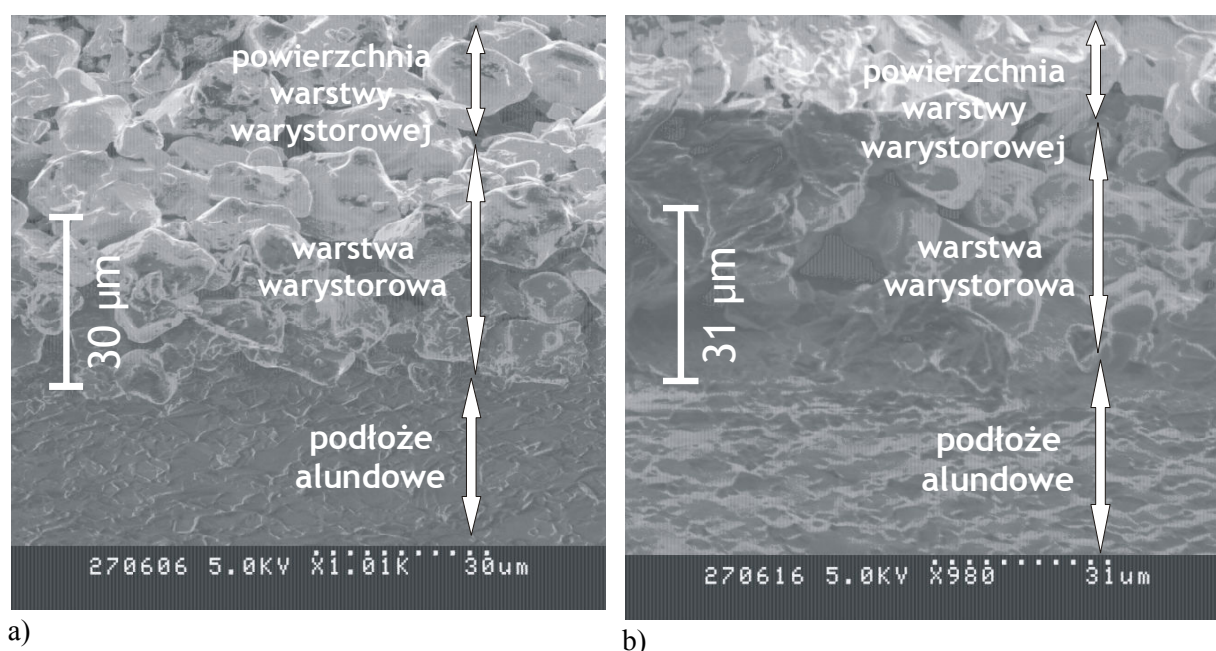 powierzchnia
warstwy
warystorowej
warstwa
warystorowa
30 µm
podłoże
alundowe
270606 5.0KV X1.01K 30um
a)
powierzchnia
warstwy
warystorowej
warstwa
warystorowa
31 µm
podłoże
alundowe
270616 5.0KV X980 31um
b)